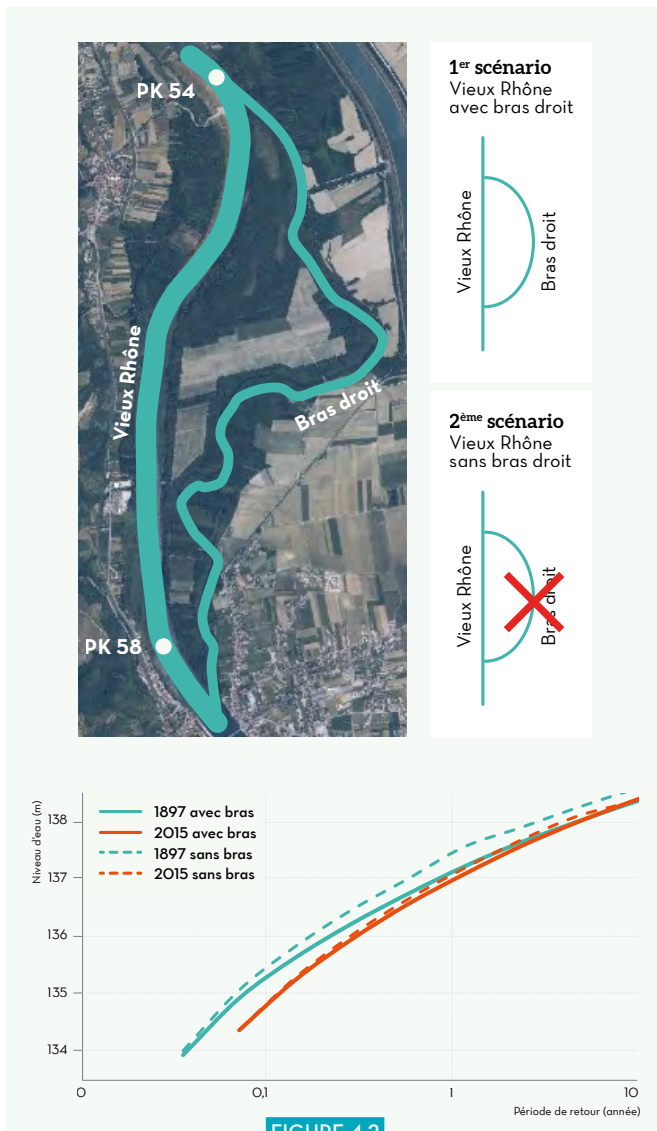 PK 54
Vieux Rhône
Bras droit
PK 58
1er scénario
Vieux Rhône
avec bras droit
Vieux Rhône
Bras droit
2ème scénario
Vieux Rhône
sans bras droit
Vieux Rhône
Bras droit
Niveau d'eau (m)
1897 avec bras
2015 avec bras
1897 sans bras
2015 sans bras
138
137
136
135
134
0
0,1
1
10
Période de retour (année)
FIGURE 4.2